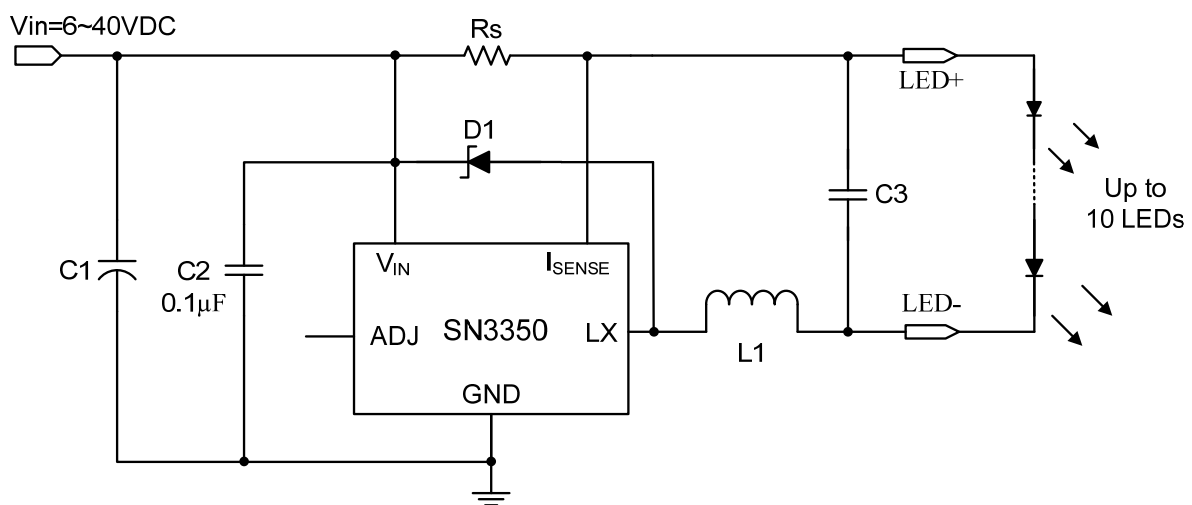 Vin=6~40VDC
Rs
LED+
D1
Up to
10 LEDs
C3
C1
C2
0.1μF
VIN
ISENSE
ADJ
SN3350
LX
LED-
L1
GND